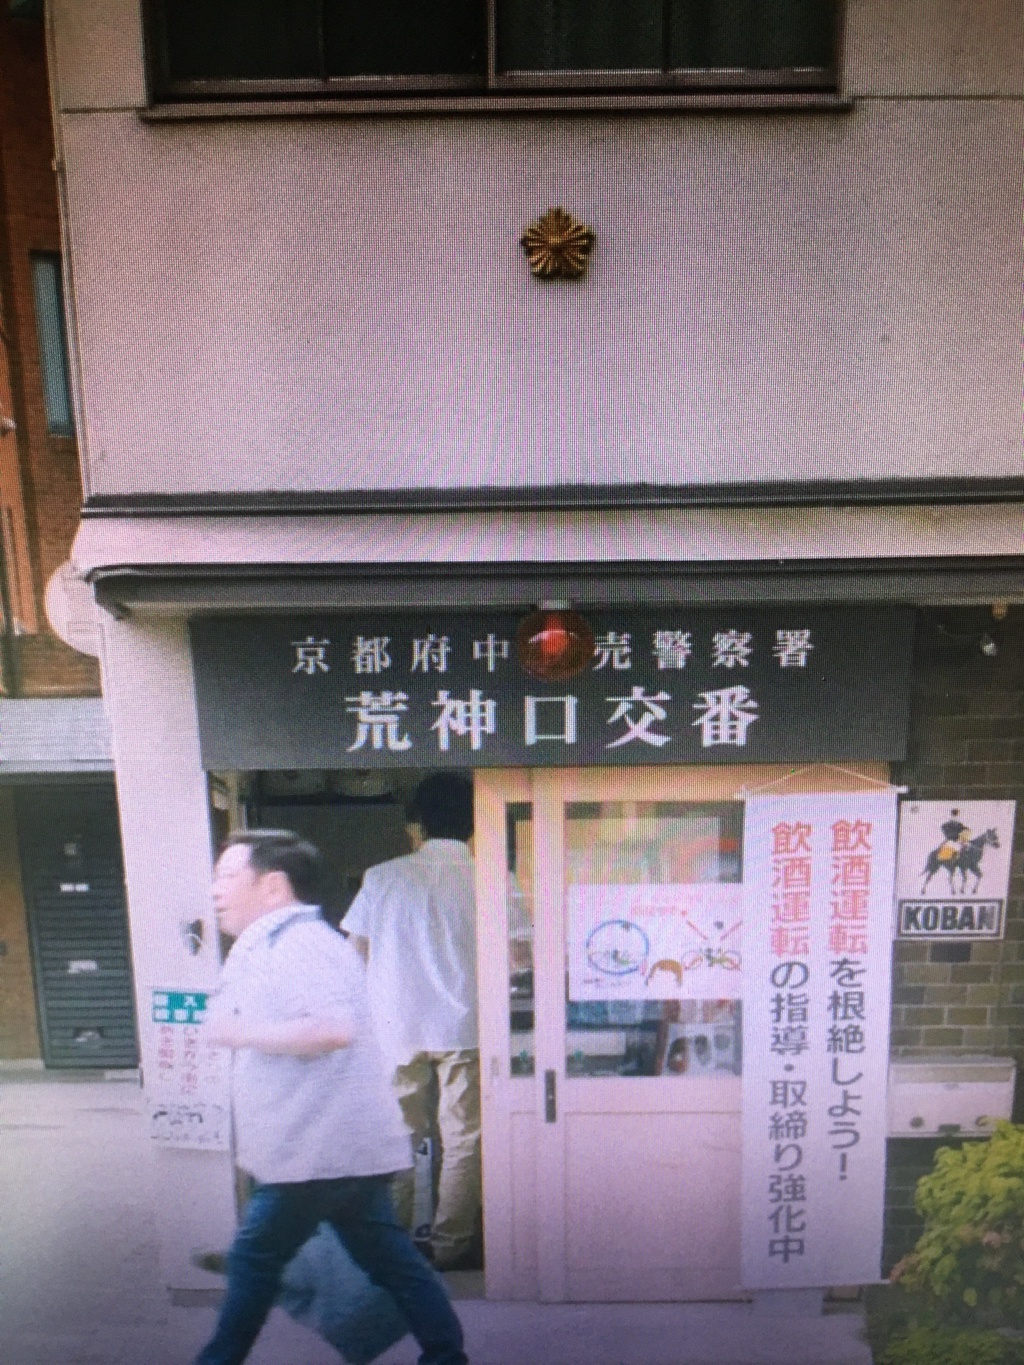 京都府中 売警察署
荒神口交番
飲酒運転を根絶しよう！
飲酒運転の指導・取締り強化中
KOBAN